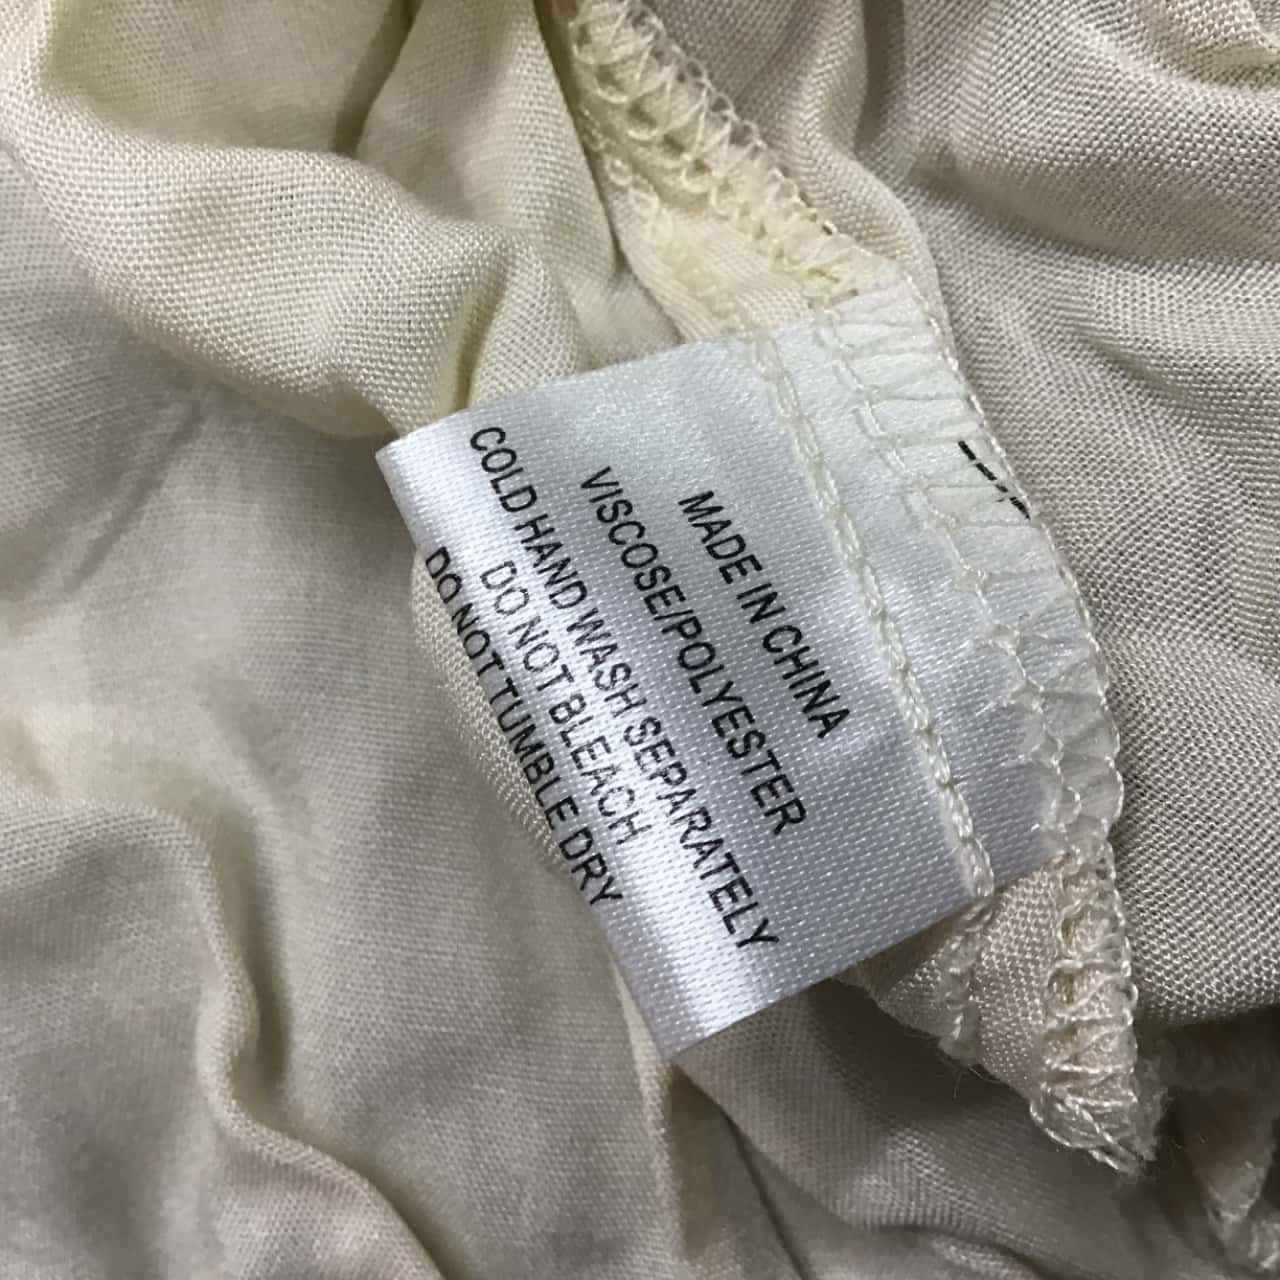 MADE IN CHINA
VISCOSE/POLYESTER
COLD HAND WASH SEPARATELY
DO NOT BLEACH
DO NOT TUMBLE DRY